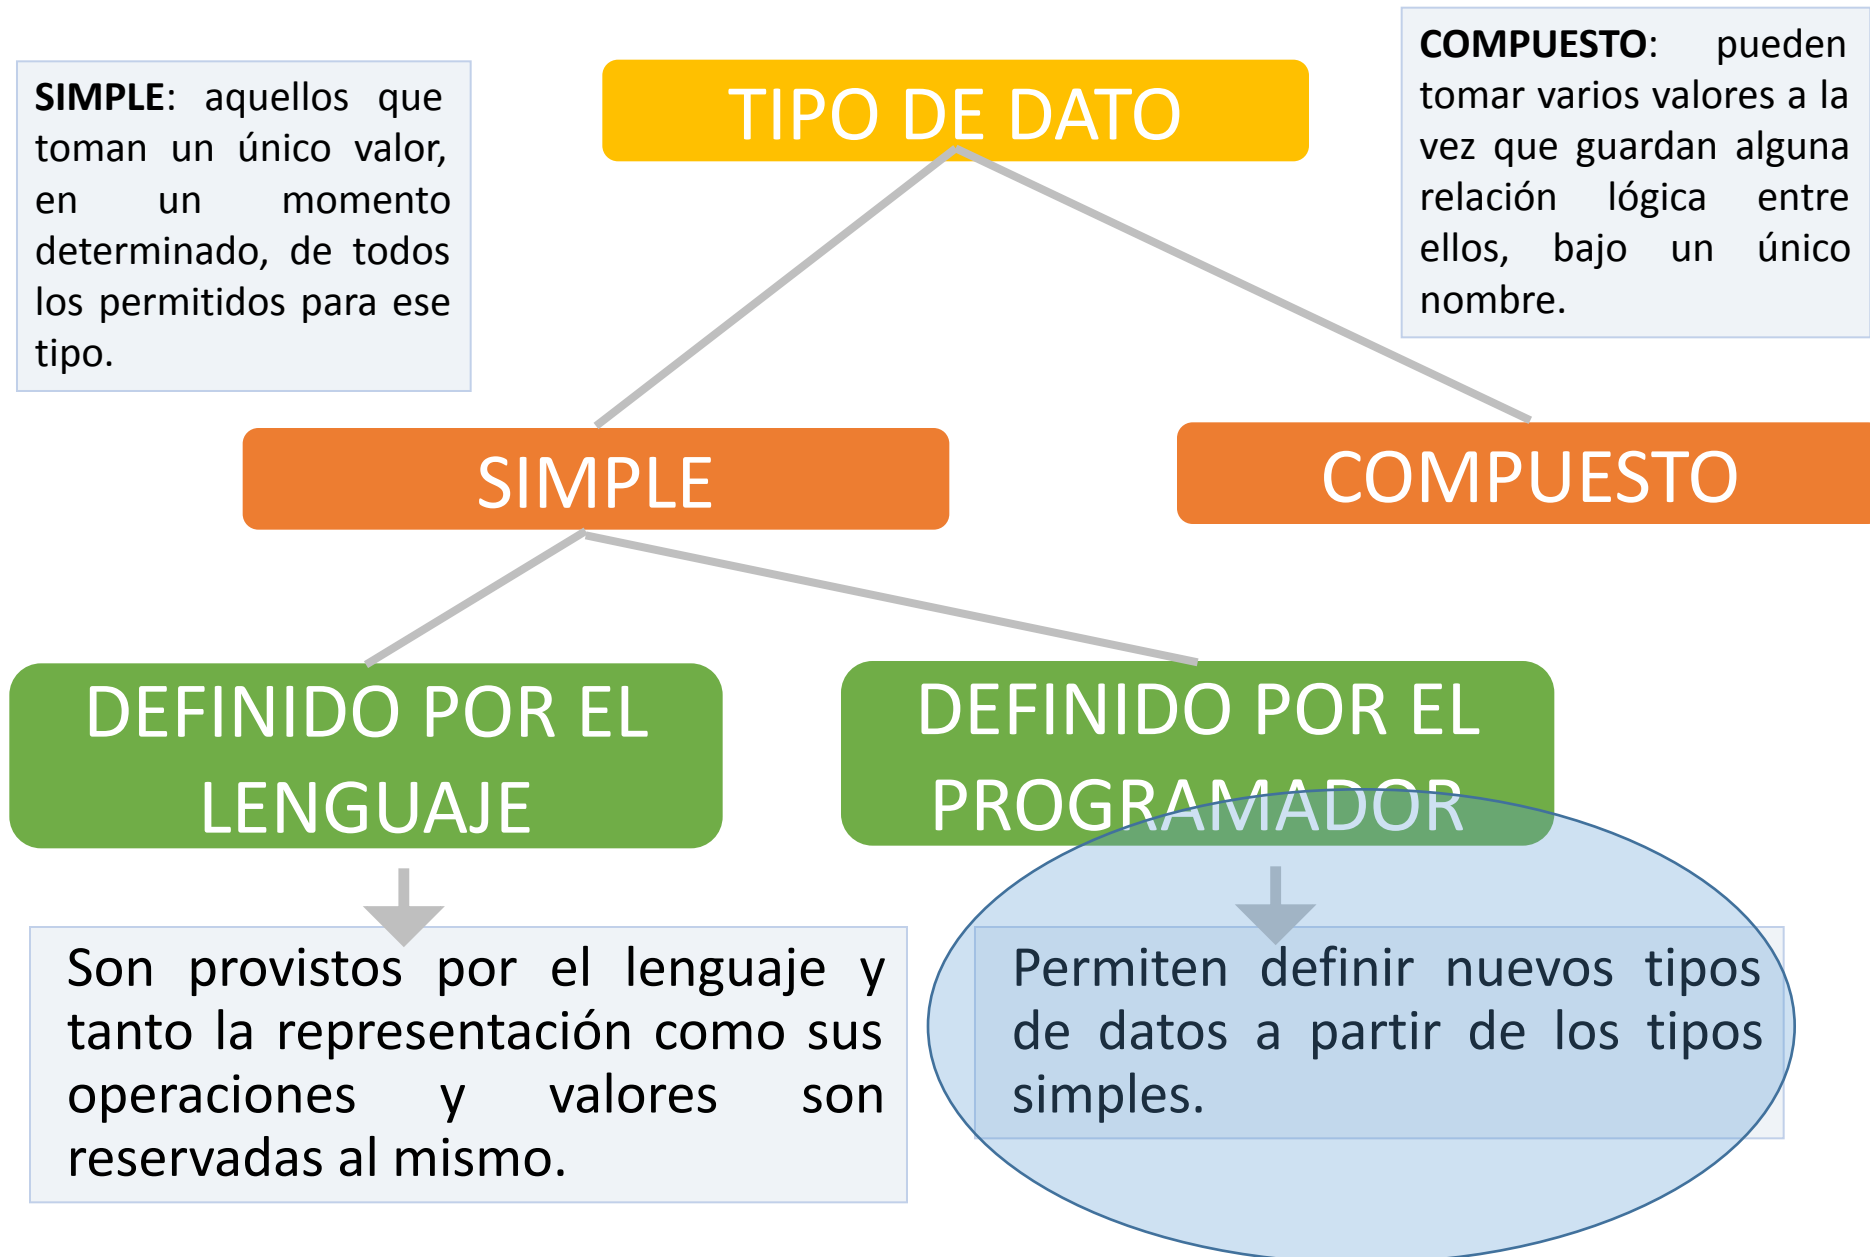 SIMPLE: aquellos que
toman un único valor,
en un momento
determinado, de todos
los permitidos para ese
tipo.
TIPO DE DATO
COMPUESTO: pueden
tomar varios valores a la
vez que guardan alguna
relación lógica entre
ellos, bajo un único
nombre.
SIMPLE
COMPUESTO
DEFINIDO POR EL
LENGUAJE
DEFINIDO POR EL
PROGRAMADOR
Son provistos por el lenguaje y
tanto la representación como sus
operaciones y valores son
reservadas al mismo.
Permiten definir nuevos tipos
de datos a partir de los tipos
simples.